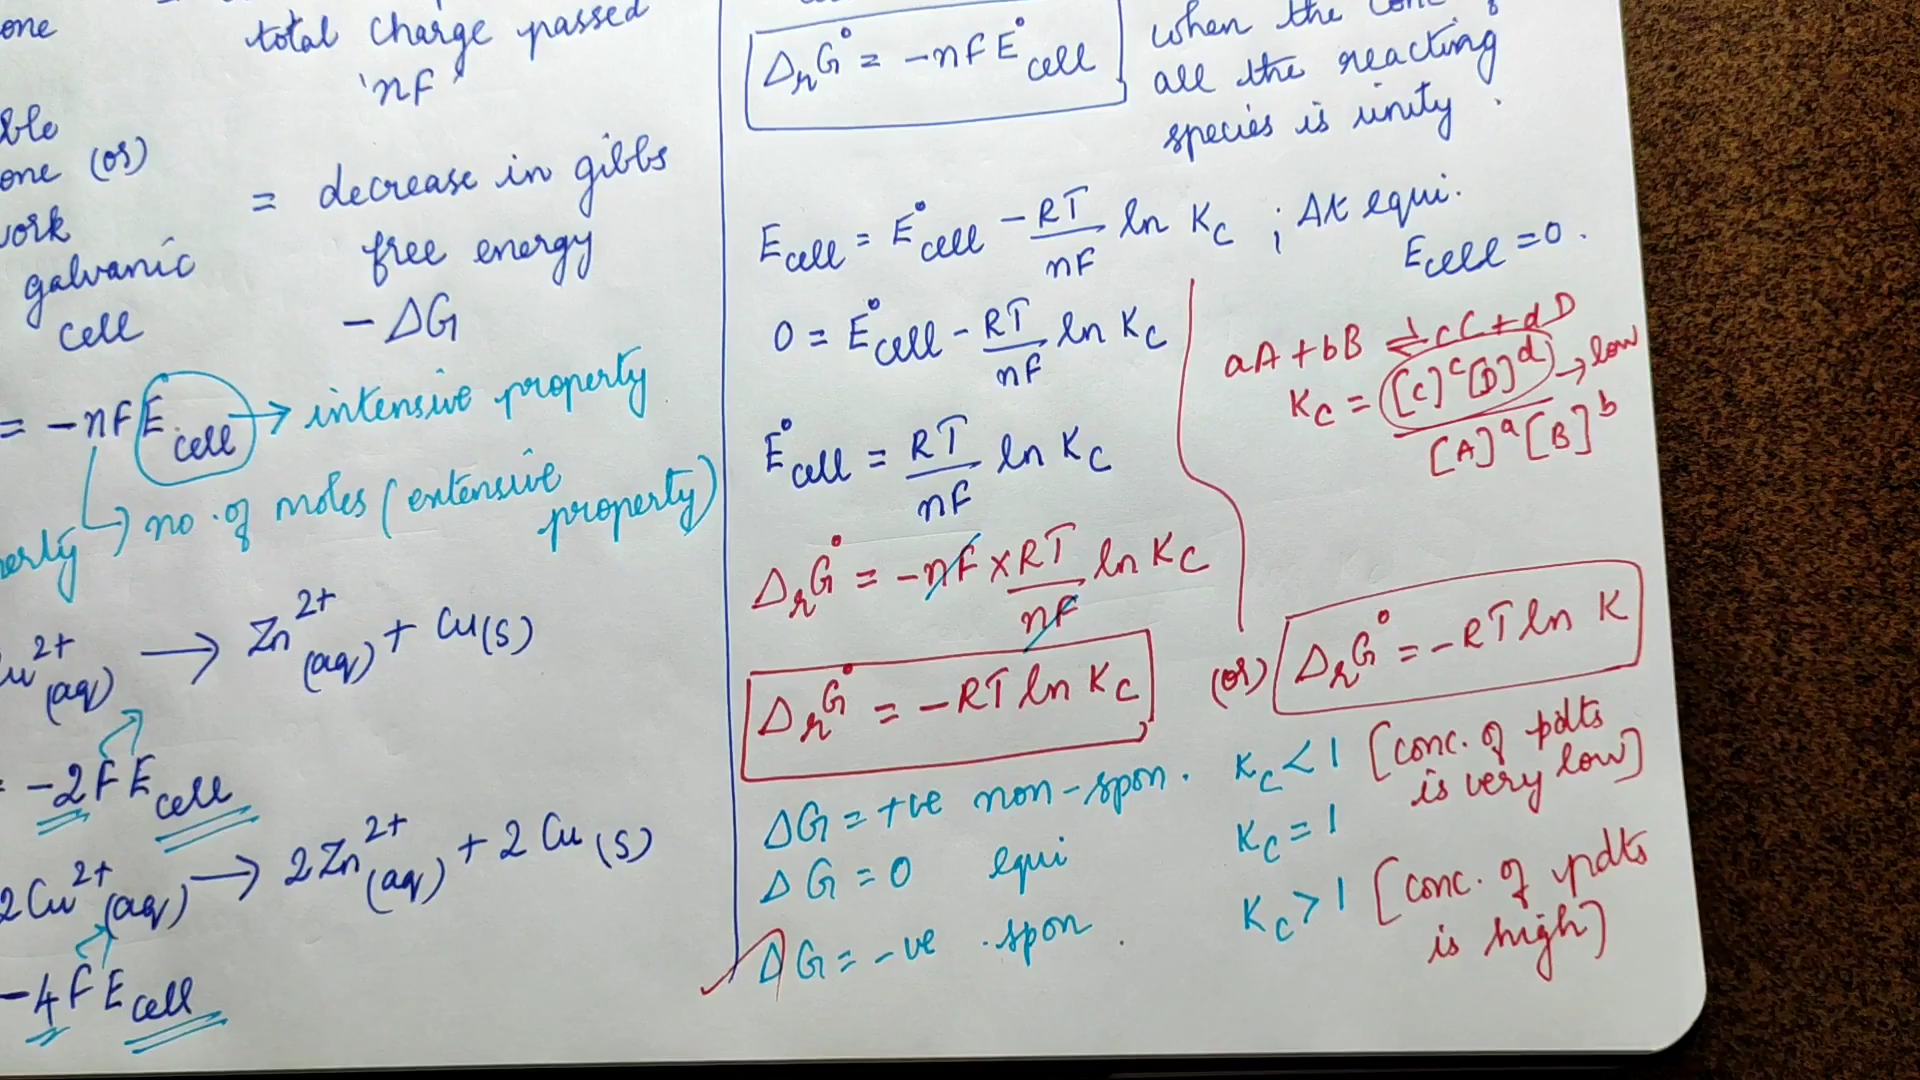 one
total charge passed
'nF'
ble
one (or)
work
galvanic
cell
= decrease in gibbs
free energy
- ΔG
= -nFE cell → intensive property
erty → no. of moles (extensive
property)
u²⁺(aq) → Zn²⁺(aq) + Cu(s)
= -2FE cell
2Cu²⁺(aq) → 2Zn²⁺(aq) + 2Cu(s)
-4FE cell
ΔrG° = -nFE°cell
when the conc
all the reacting
species is unity.
Ecell = E°cell - RT/nF ln Kc ; At equi.
Ecell = 0.
0 = E°cell - RT/nF ln Kc
E°cell = RT/nF ln Kc
aA + bB ⇌ cC + dD
Kc = [C]ᶜ[D]ᵈ/[A]ᵃ[B]ᵇ → low
ΔrG° = -nF × RT/nF ln Kc
ΔrG° = -RT ln Kc (or) ΔrG° = -RT ln K
ΔG = +ve non-spon. Kc < 1 [conc. of pdts
is very low]
ΔG = 0 equi Kc = 1
ΔG = -ve spon. Kc > 1 [conc. of pdts
is high]